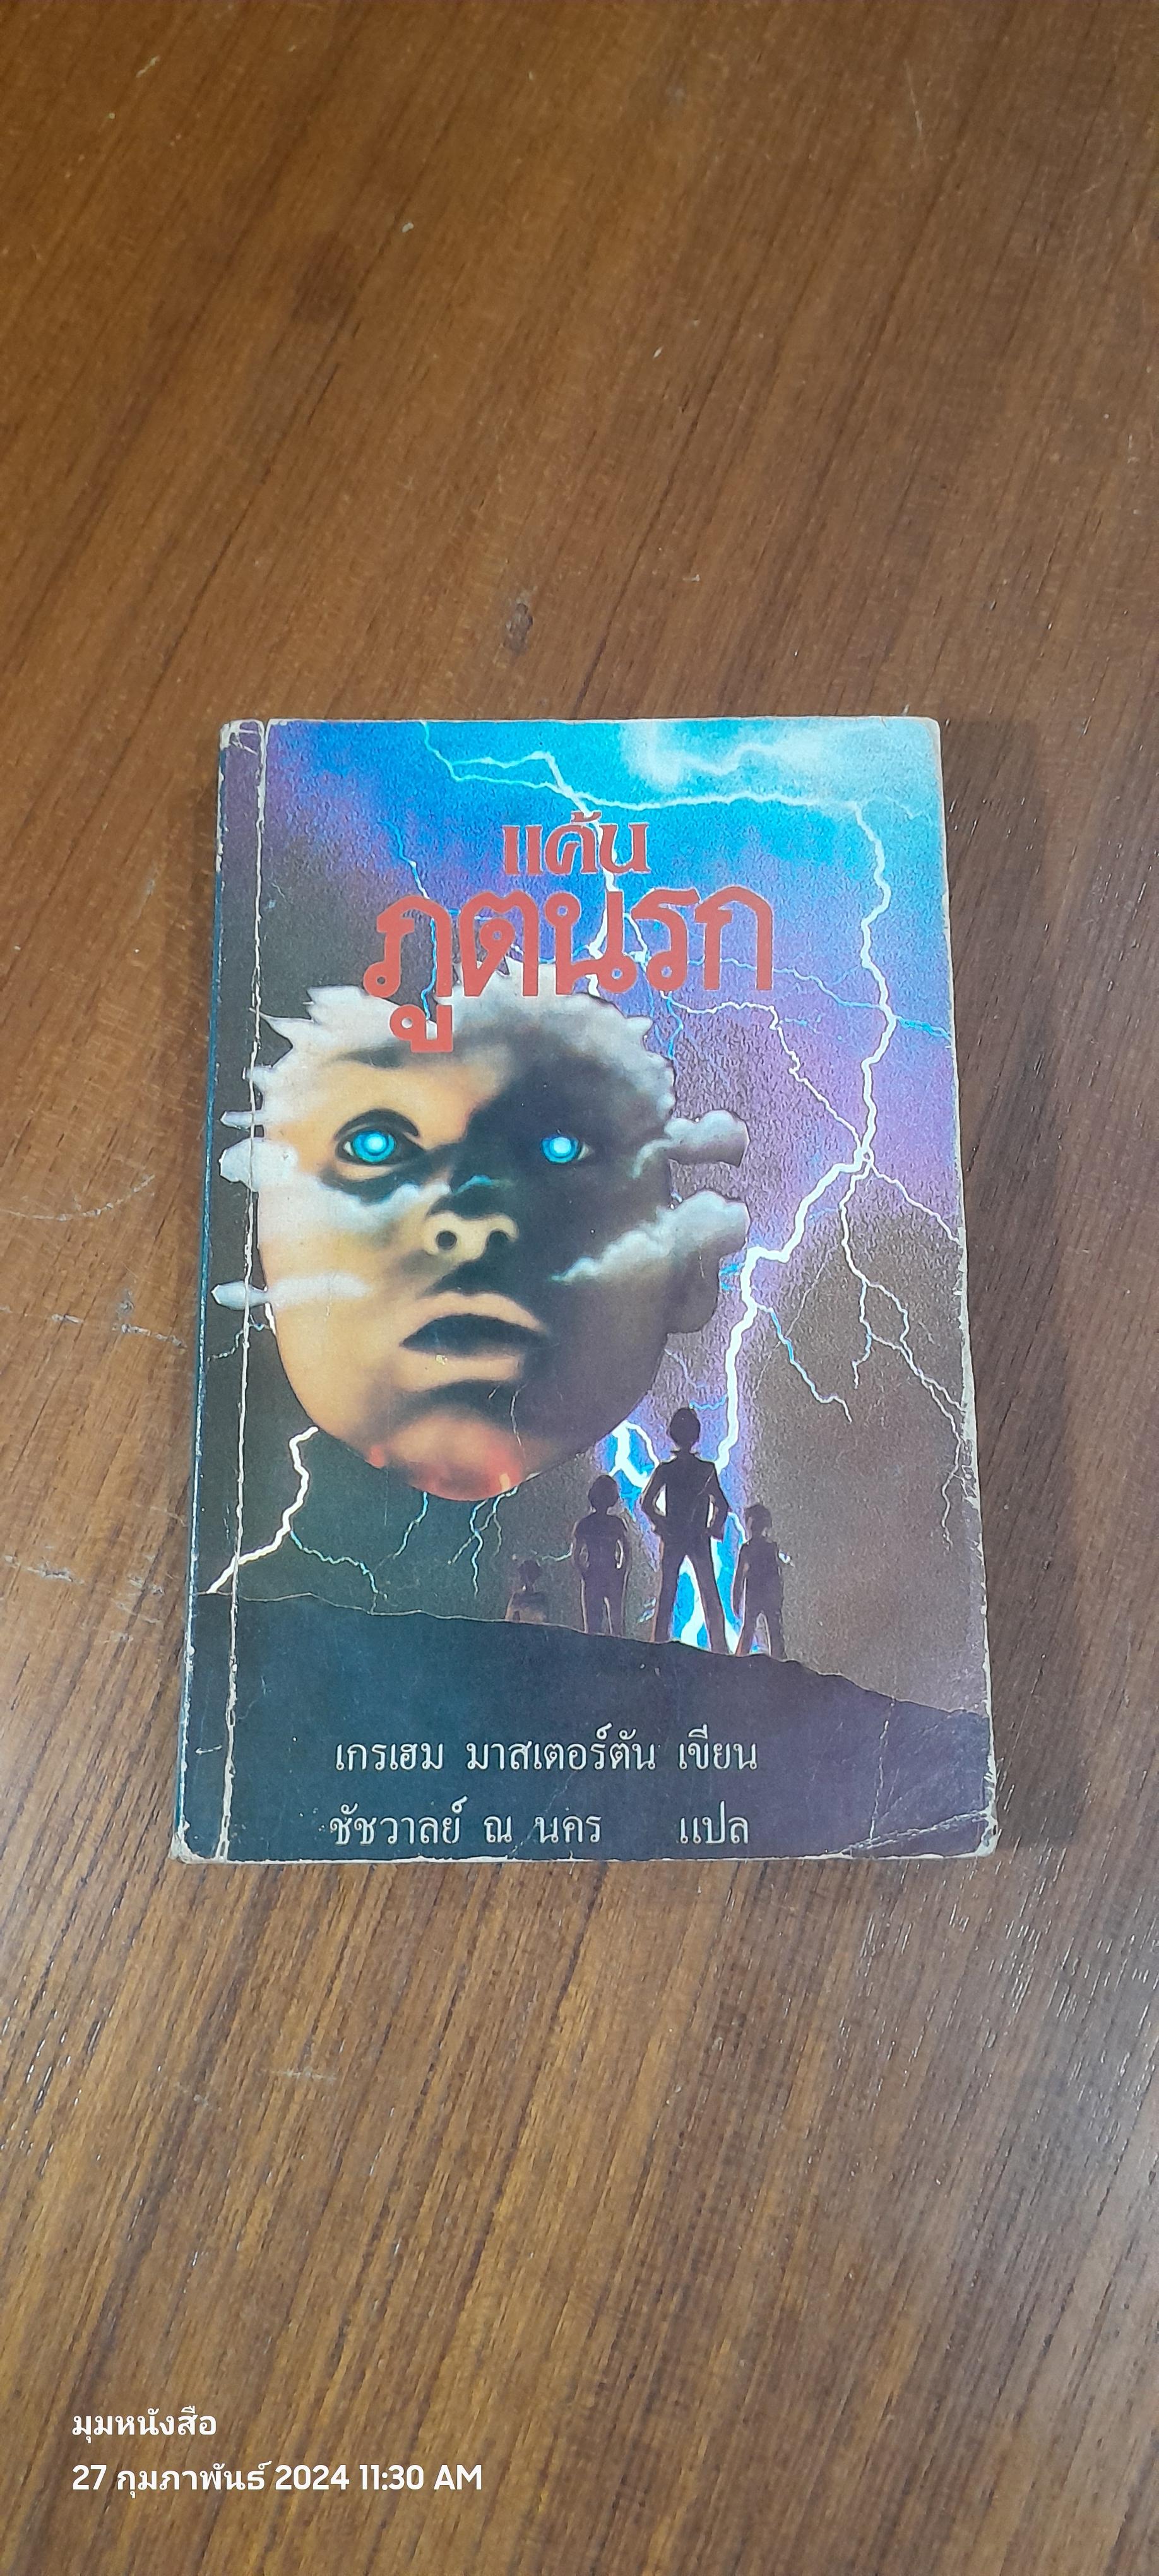 แค้น
ภูตนรก
เกรแฮม มาสเตอร์ตัน เขียน
ชัชวาลย์ ณ นคร แปล
มุมหนังสือ
27 กุมภาพันธ์ 2024 11:30 AM